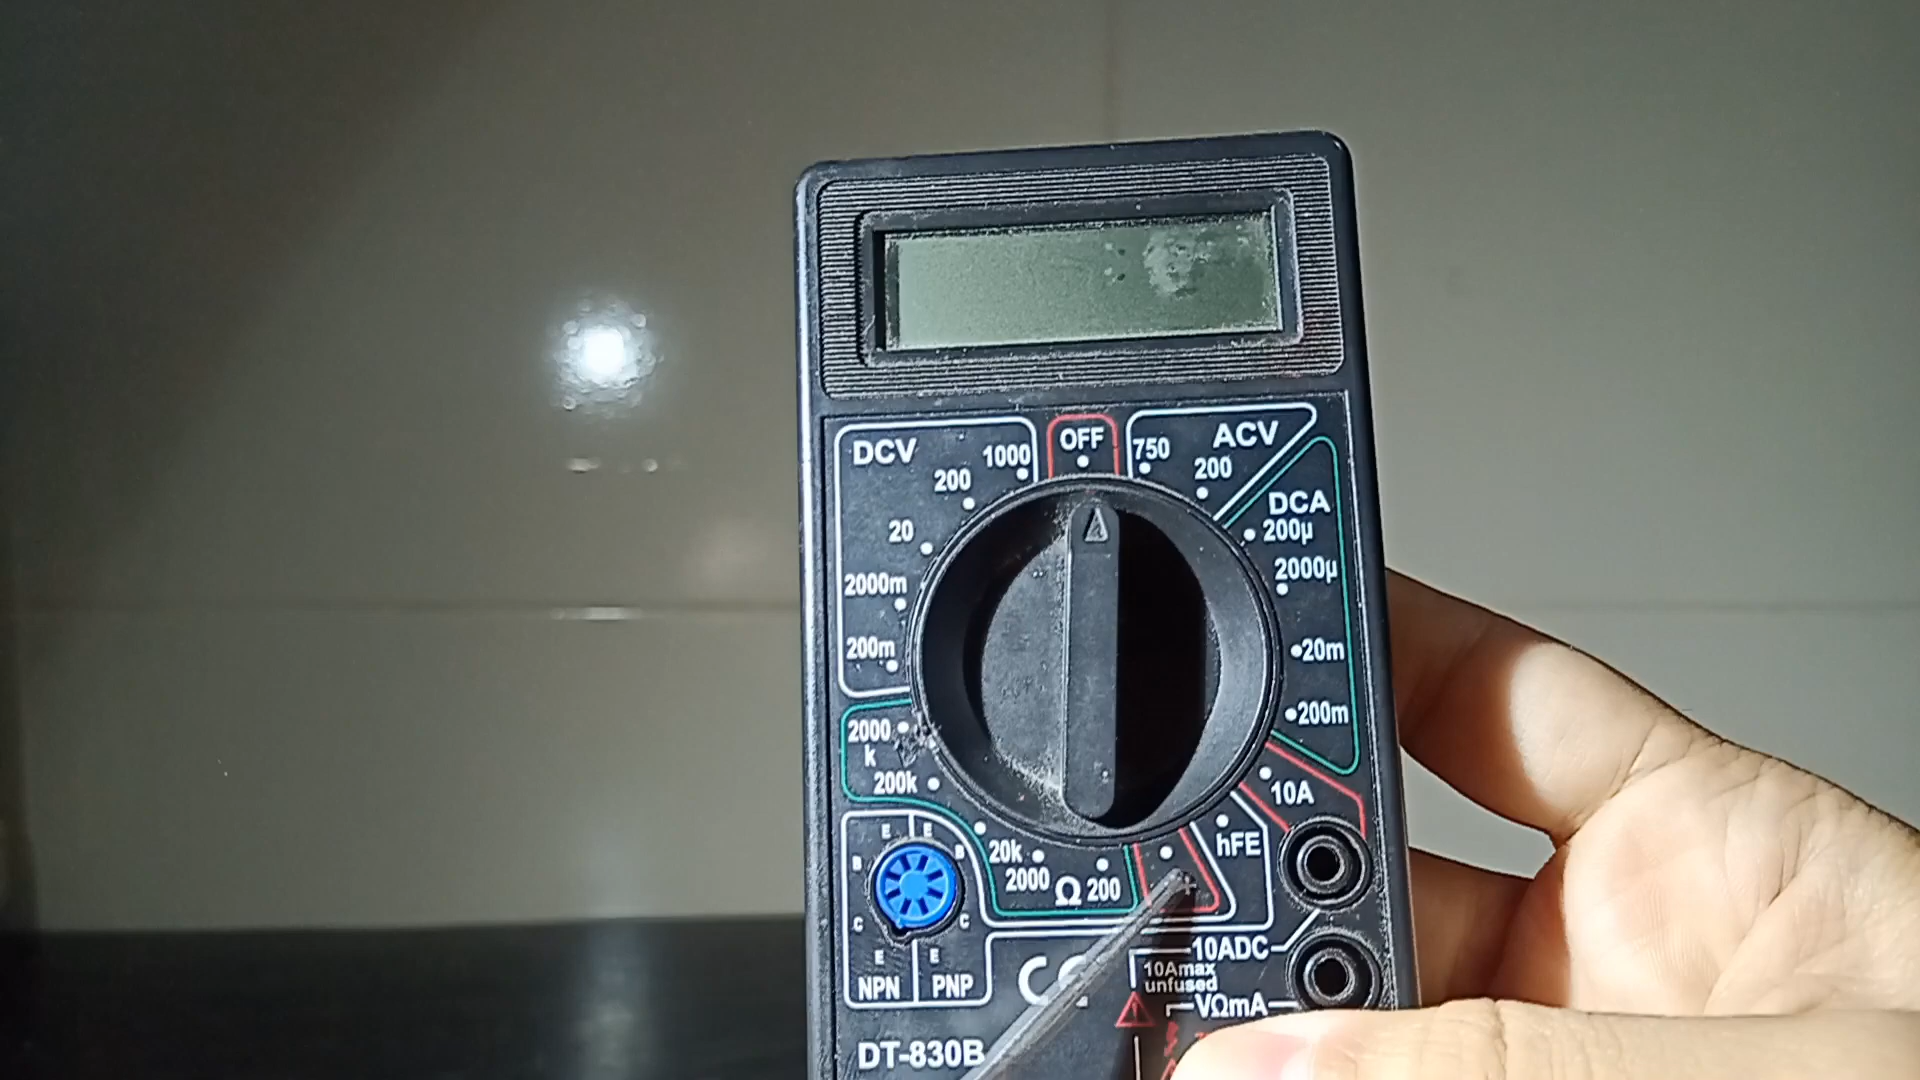 OFF
DCV
1000
200
20
2000m
200m
750
ACV
200
DCA
200µ
2000µ
20m
200m
10A
hFE
2000
k
200k
20k
2000
Ω
200
E E
B B
C C
E E
NPN PNP
CE
10ADC
10Amax
unfused
VΩmA
DT-830B